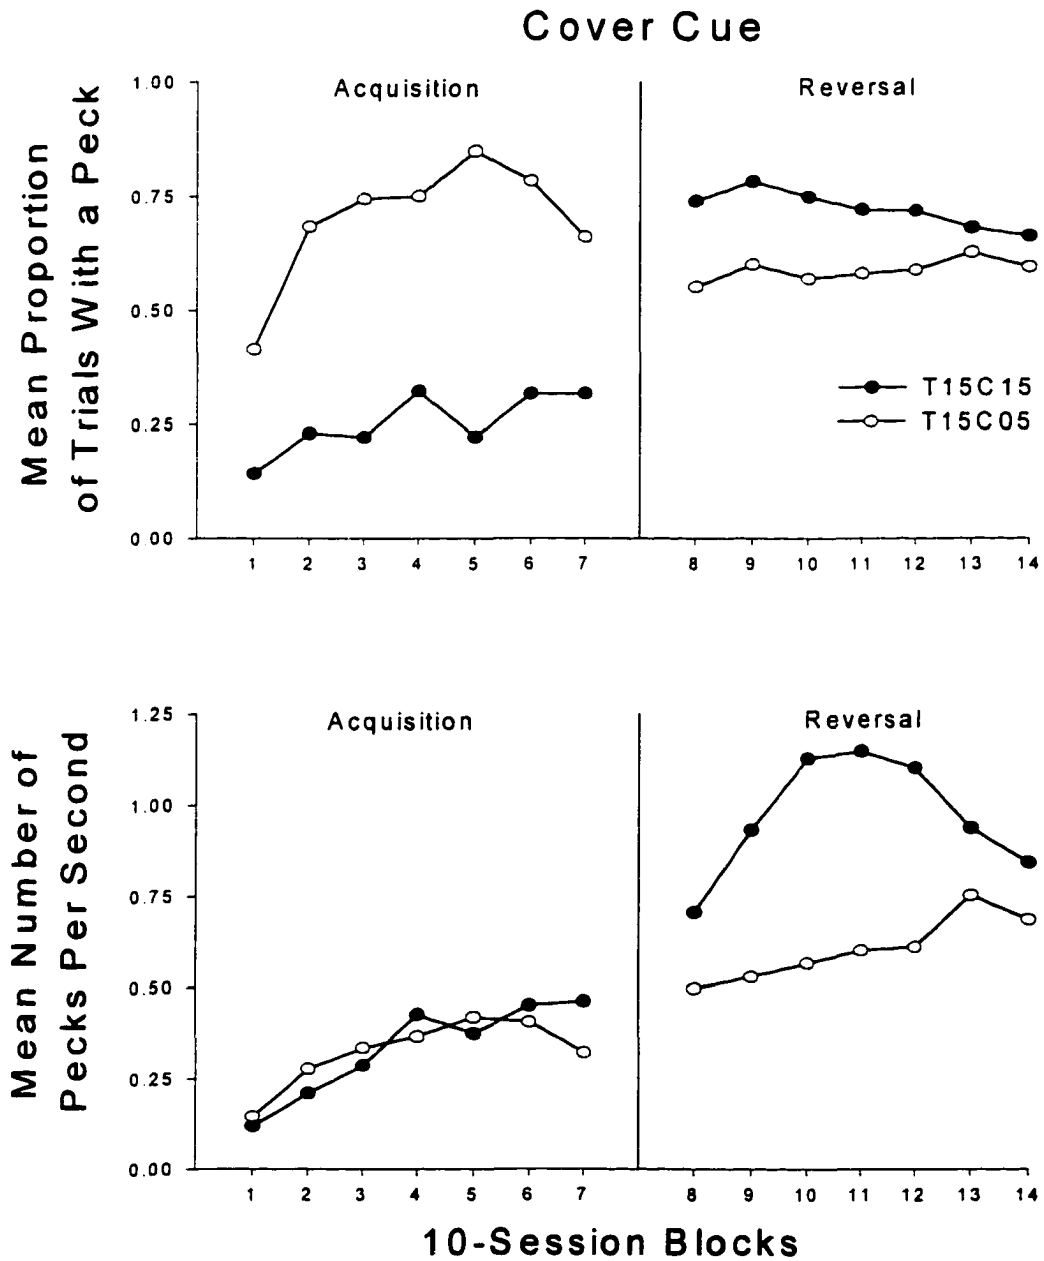 Cover Cue
Mean Proportion
of Trials With a Peck
1.00
0.75
0.50
0.25
0.00
Acquisition
Reversal
T15C15
T15C05
1 2 3 4 5 6 7 8 9 10 11 12 13 14
Mean Number of
Pecks Per Second
1.25
1.00
0.75
0.50
0.25
0.00
Acquisition
Reversal
1 2 3 4 5 6 7 8 9 10 11 12 13 14
10-Session Blocks